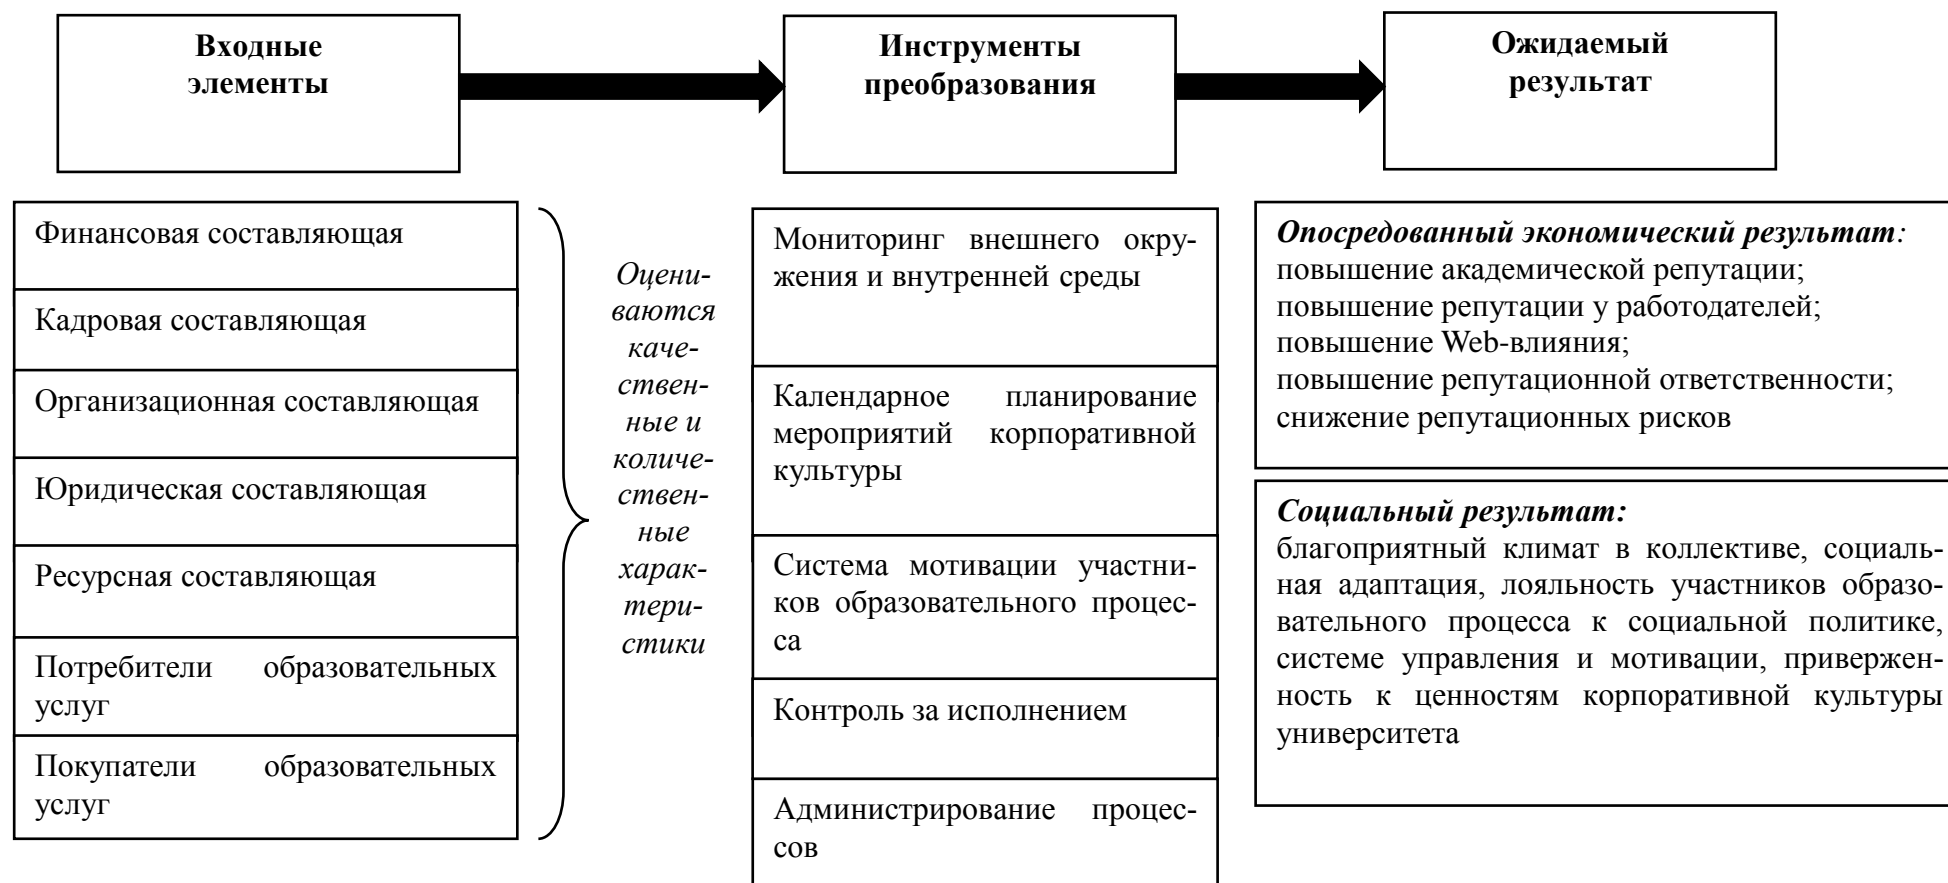 Входные
элементы
Инструменты
преобразования
Ожидаемый
результат
Финансовая составляющая
Кадровая составляющая
Организационная составляющая
Юридическая составляющая
Ресурсная составляющая
Потребители образовательных
услуг
Покупатели образовательных
услуг
Оцени-
ваются
каче-
ствен-
ные и
количе-
ствен-
ные
харак-
тери-
стики
Мониторинг внешнего окру-
жения и внутренней среды
Календарное планирование
мероприятий корпоративной
культуры
Система мотивации участни-
ков образовательного процес-
са
Контроль за исполнением
Администрирование процес-
сов
Опосредованный экономический результат:
повышение академической репутации;
повышение репутации у работодателей;
повышение Web-влияния;
повышение репутационной ответственности;
снижение репутационных рисков
Социальный результат:
благоприятный климат в коллективе, социаль-
ная адаптация, лояльность участников образо-
вательного процесса к социальной политике,
системе управления и мотивации, привержен-
ность к ценностям корпоративной культуры
университета